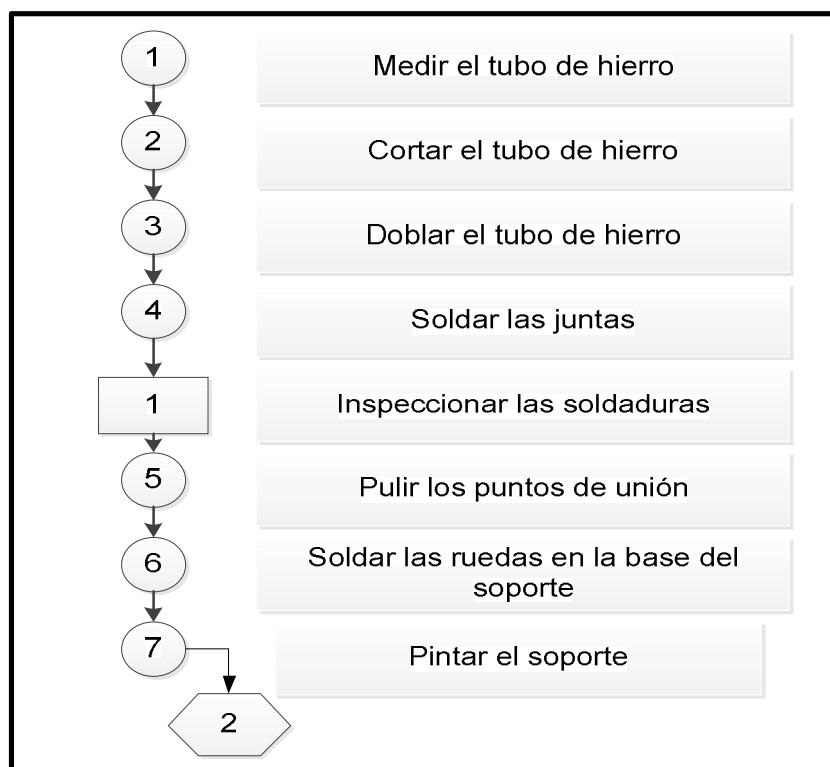 1
Medir el tubo de hierro
2
Cortar el tubo de hierro
3
Doblar el tubo de hierro
4
Soldar las juntas
1
Inspeccionar las soldaduras
5
Pulir los puntos de unión
6
Soldar las ruedas en la base del
soporte
7
Pintar el soporte
2